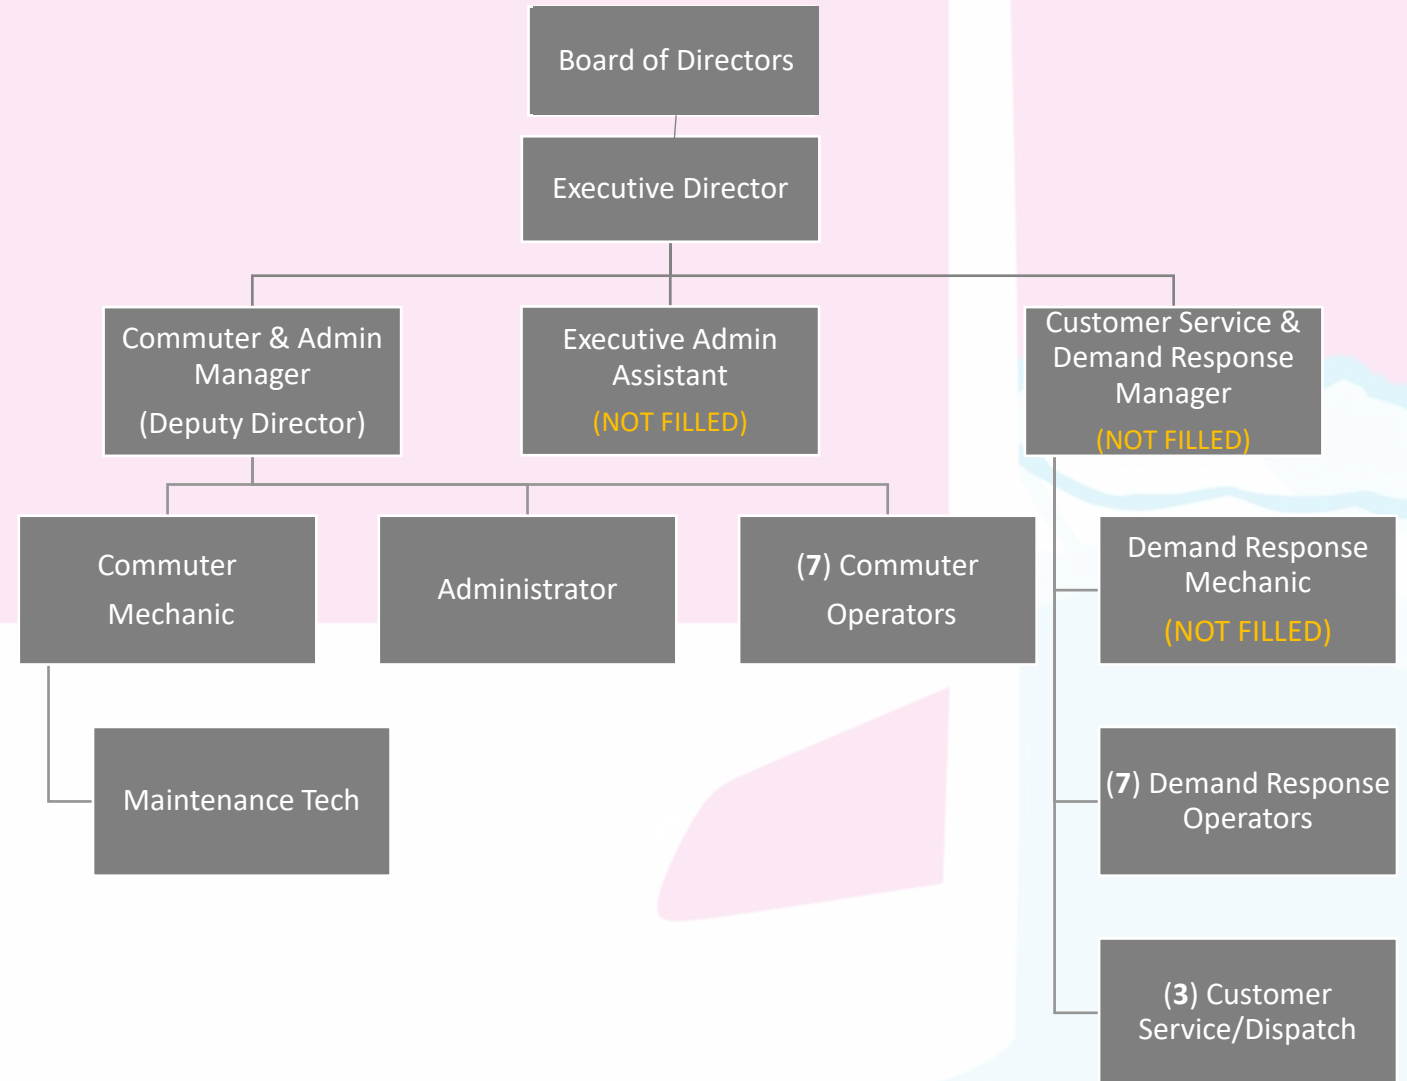 Board of Directors
Executive Director
Commuter & Admin
Manager
(Deputy Director)
Executive Admin
Assistant
(NOT FILLED)
Customer Service &
Demand Response
Manager
(NOT FILLED)
Commuter
Mechanic
Administrator
(7) Commuter
Operators
Demand Response
Mechanic
(NOT FILLED)
Maintenance Tech
(7) Demand Response
Operators
(3) Customer
Service/Dispatch